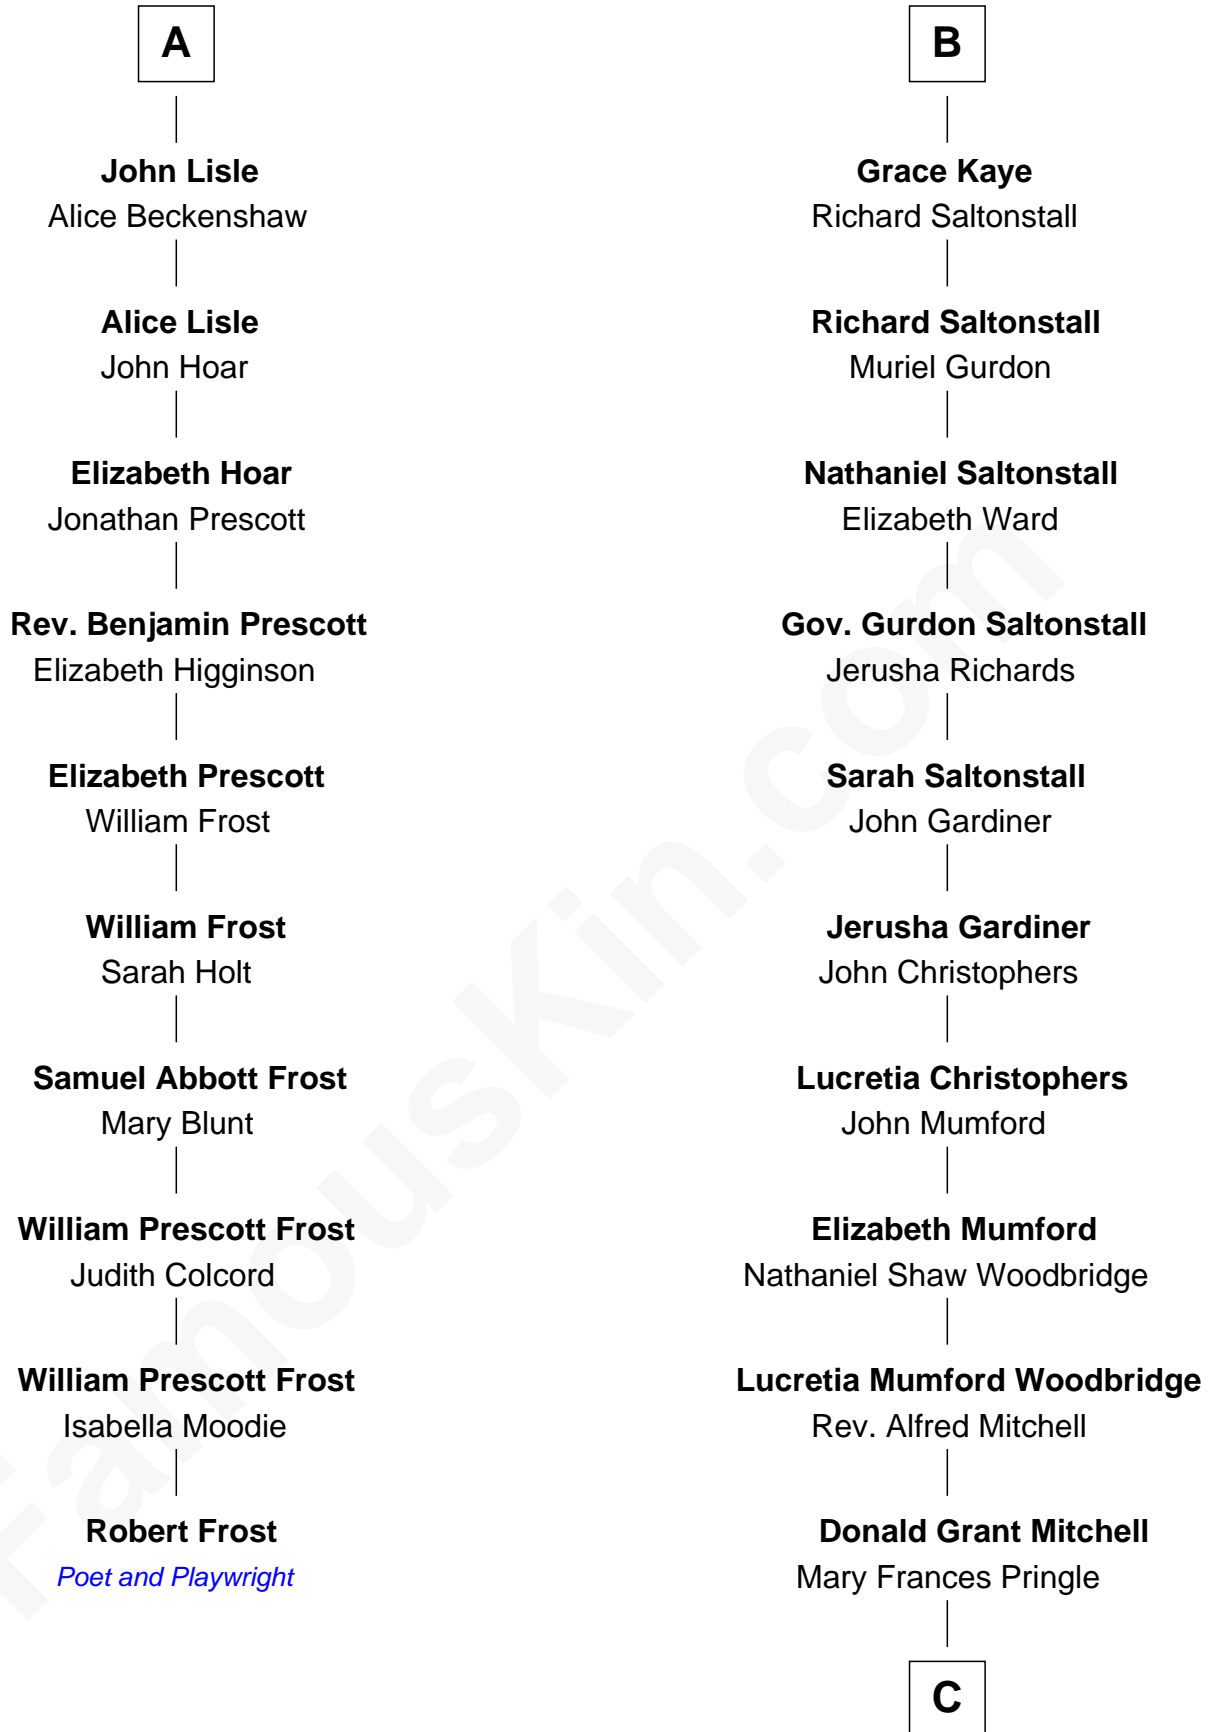 A
John Lisle
Alice Beckenshaw
Alice Lisle
John Hoar
Elizabeth Hoar
Jonathan Prescott
Rev. Benjamin Prescott
Elizabeth Higginson
Elizabeth Prescott
William Frost
William Frost
Sarah Holt
Samuel Abbott Frost
Mary Blunt
William Prescott Frost
Judith Colcord
William Prescott Frost
Isabella Moodie
Robert Frost
Poet and Playwright
B
Grace Kaye
Richard Saltonstall
Richard Saltonstall
Muriel Gurdon
Nathaniel Saltonstall
Elizabeth Ward
Gov. Gurdon Saltonstall
Jerusha Richards
Sarah Saltonstall
John Gardiner
Jerusha Gardiner
John Christophers
Lucretia Christophers
John Mumford
Elizabeth Mumford
Nathaniel Shaw Woodbridge
Lucretia Mumford Woodbridge
Rev. Alfred Mitchell
Donald Grant Mitchell
Mary Frances Pringle
C
FamousKin.com